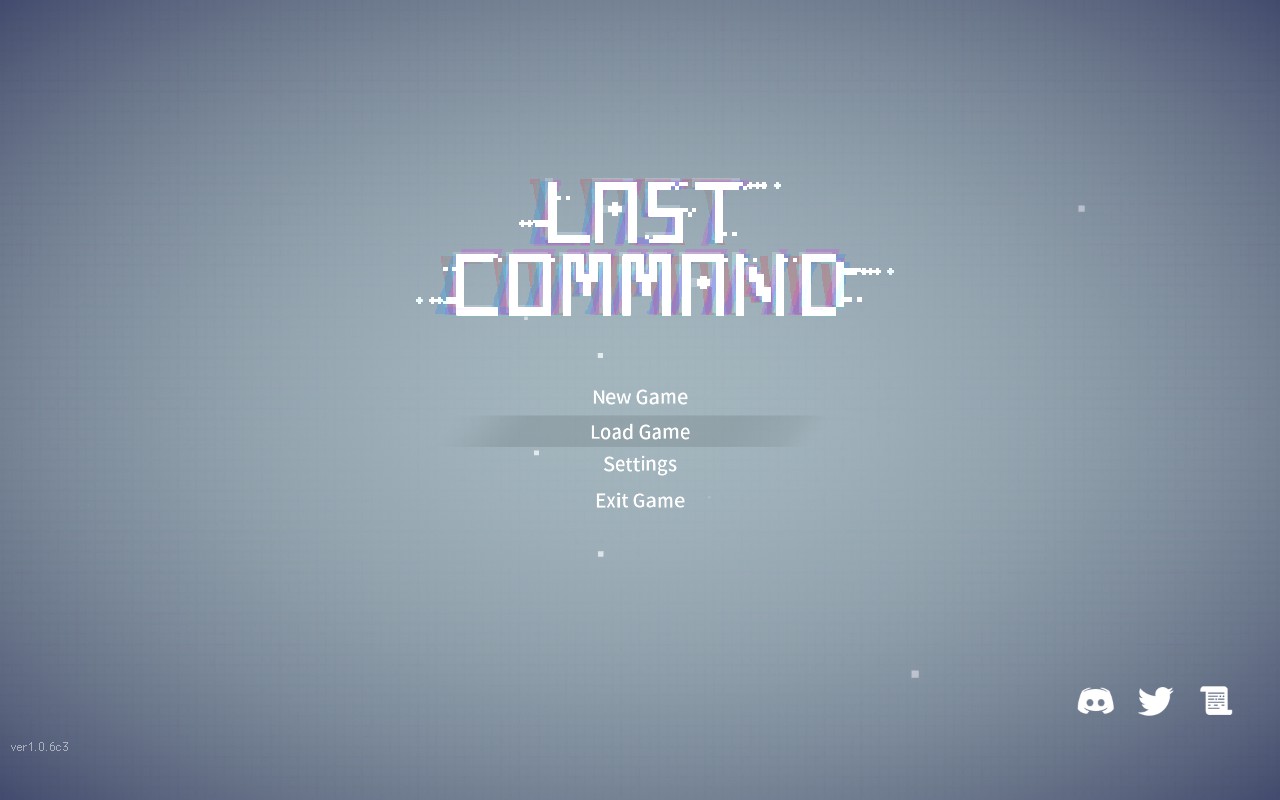 LAST
COMMAND
New Game
Load Game
Settings
Exit Game
ver1.0.6c3